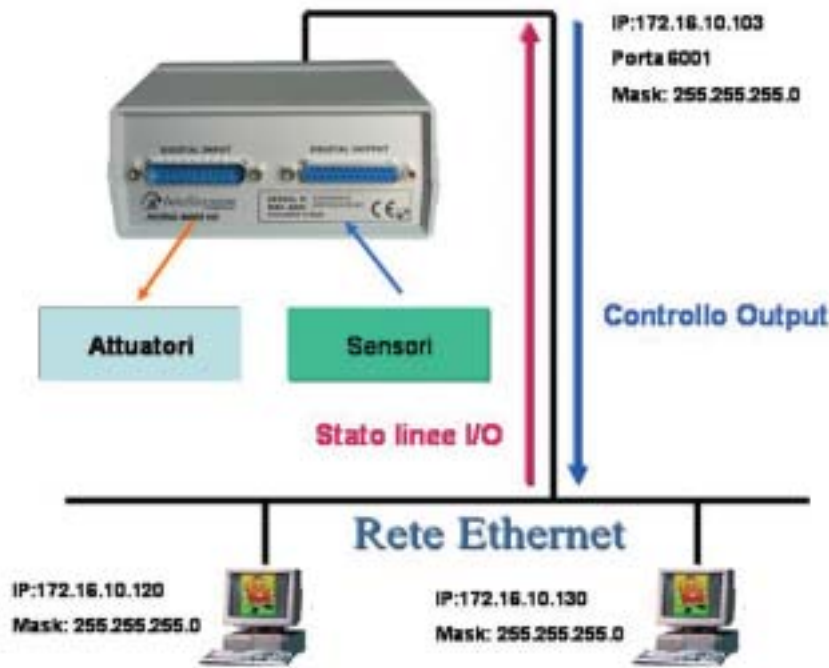 IP:172.16.10.103
Porta 6001
Mask: 255.255.255.0
DIGITAL INPUT
DIGITAL OUTPUT
CE
Attuatori
Sensori
Controllo Output
Stato linee I/O
Rete Ethernet
IP:172.16.10.120
Mask: 255.255.255.0
IP:172.16.10.130
Mask: 255.255.255.0